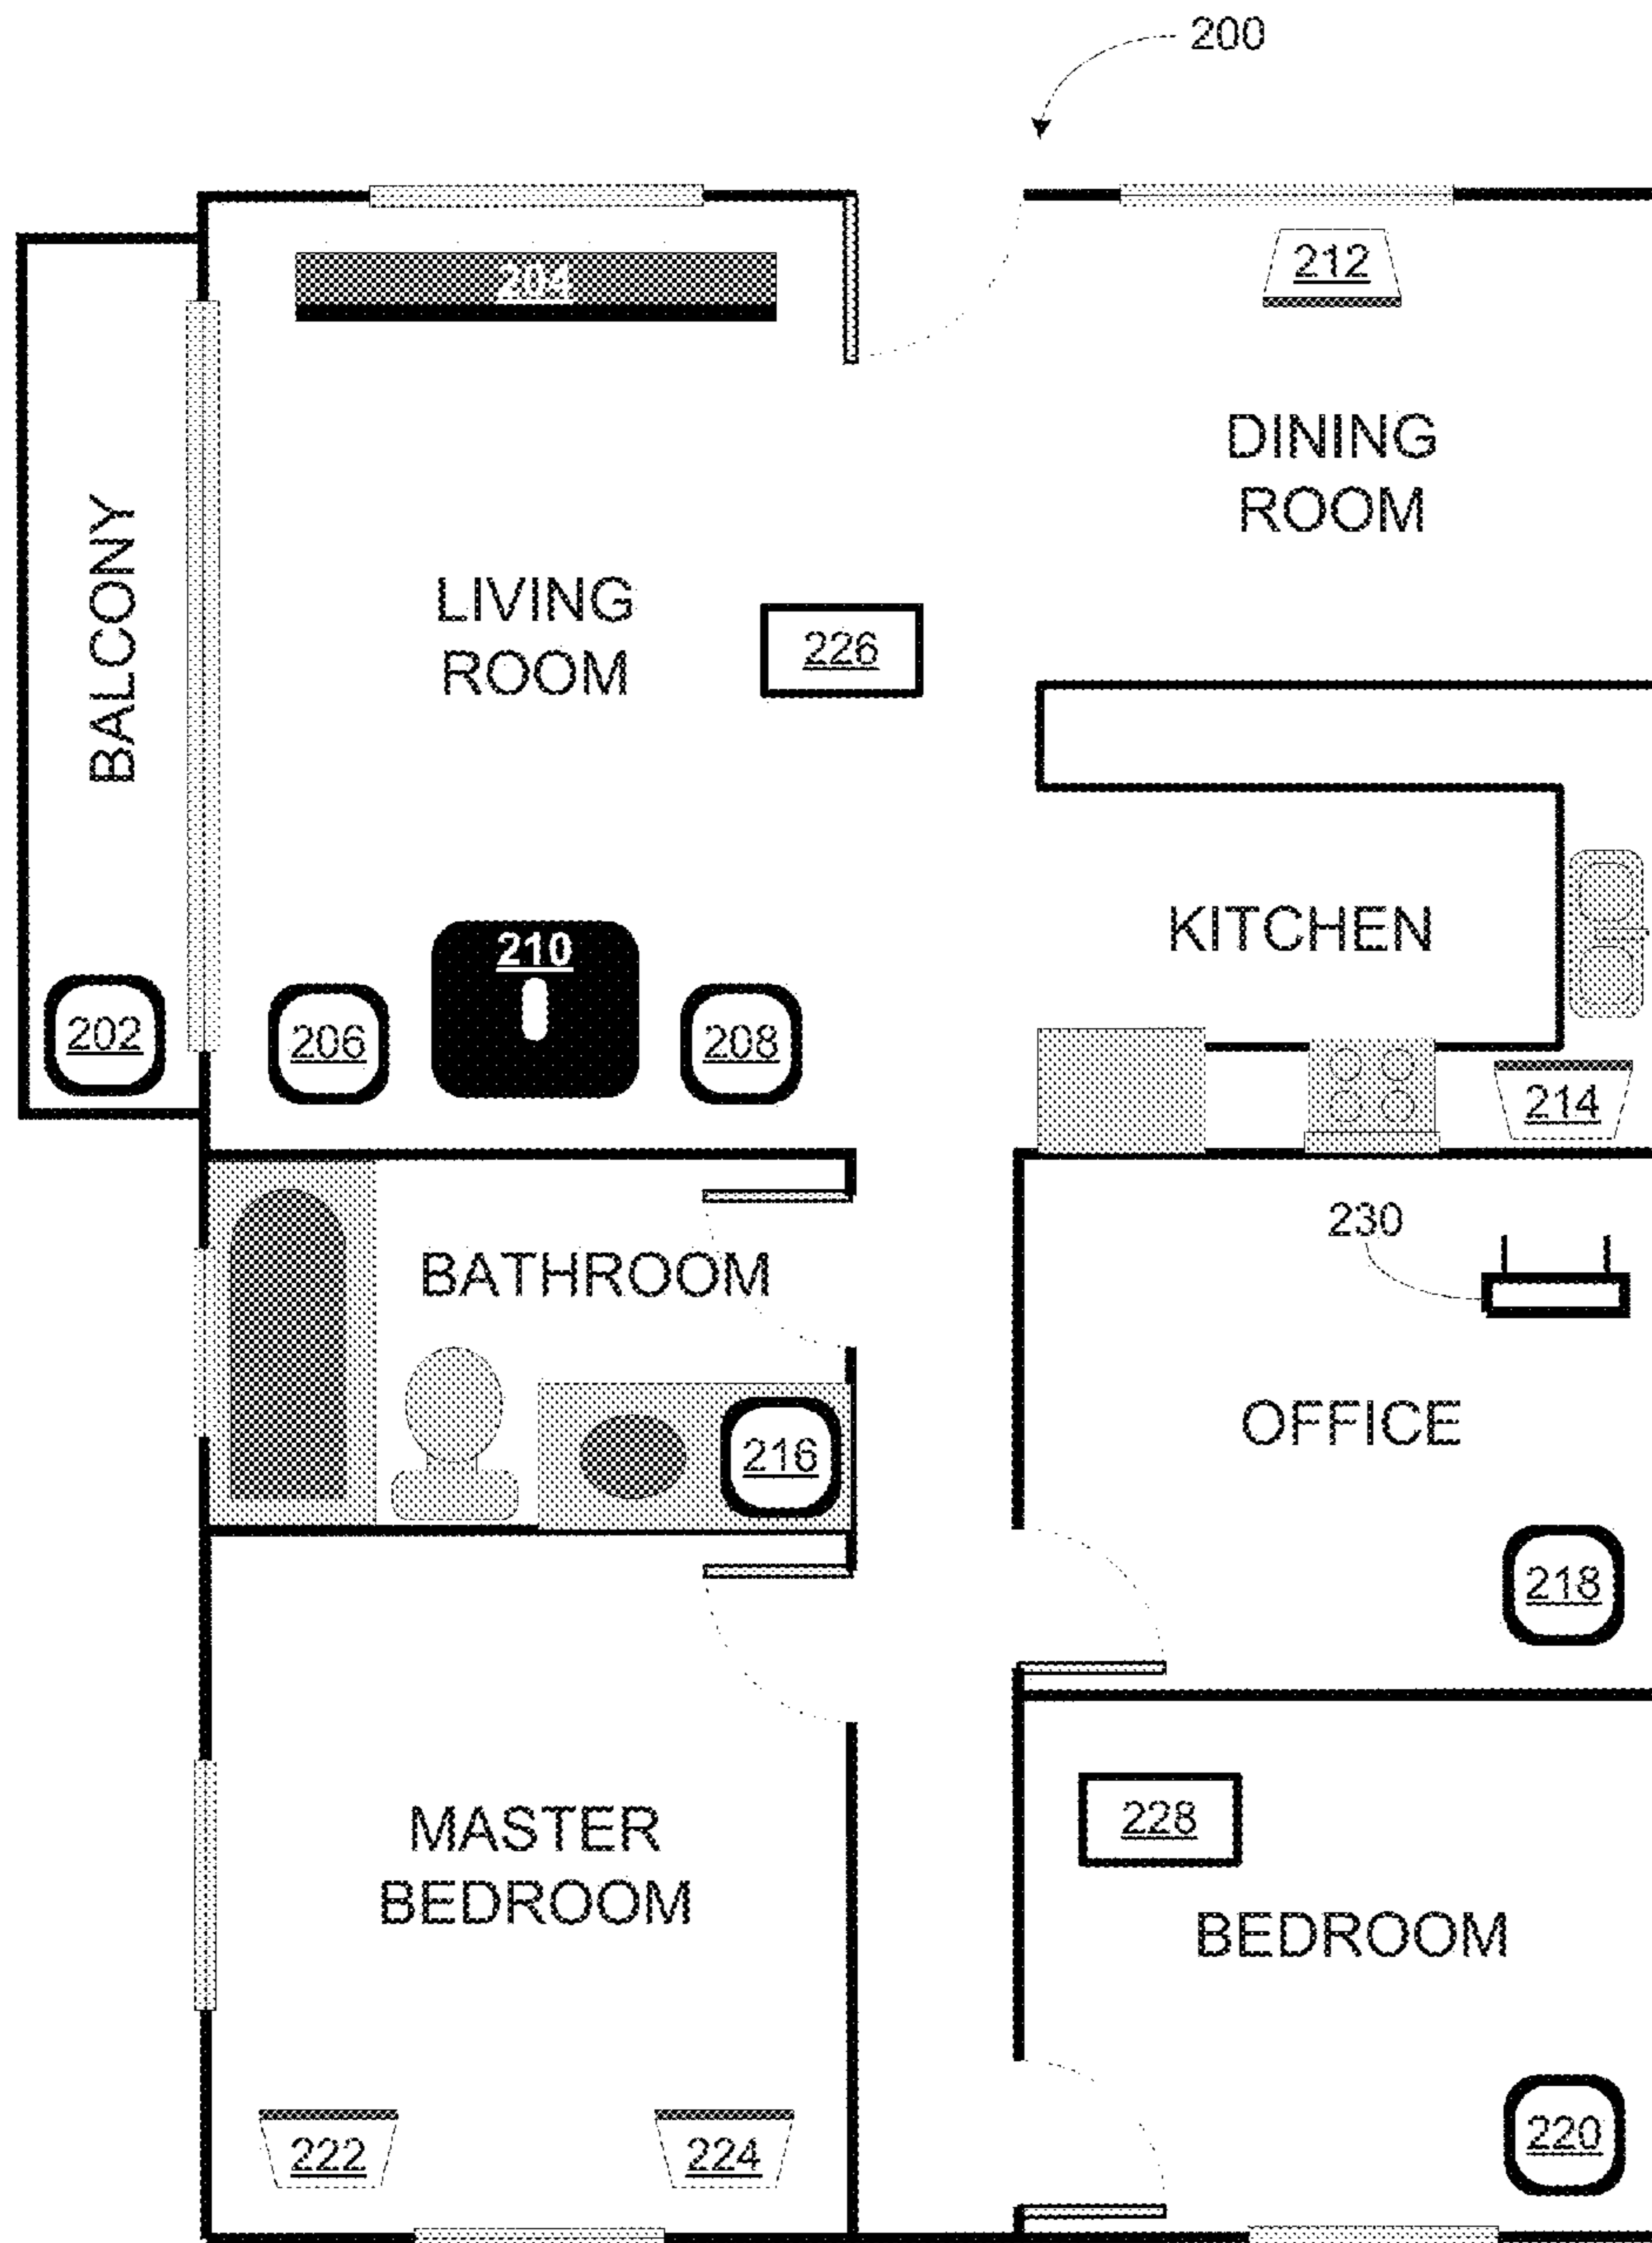 200
204
212
DINING
ROOM
BALCONY
LIVING
ROOM
226
KITCHEN
210
202
206
208
214
230
BATHROOM
OFFICE
216
218
MASTER
BEDROOM
228
BEDROOM
222
224
220